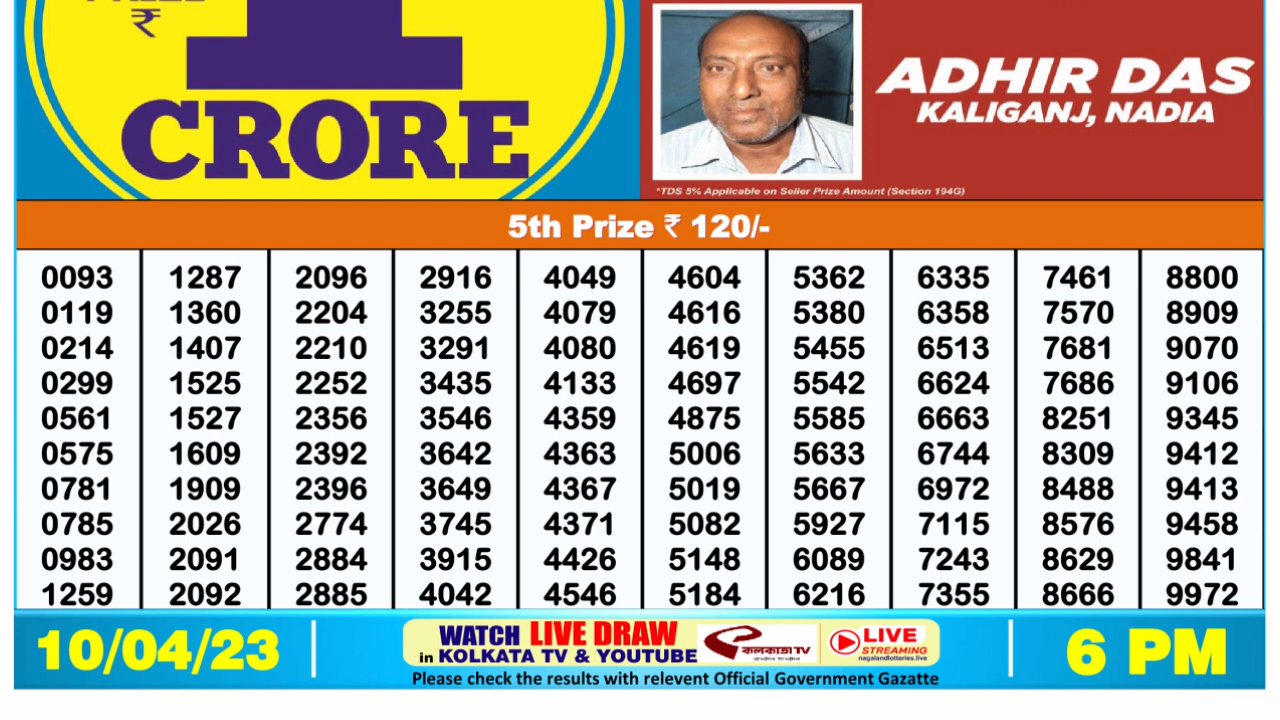 ₹
CRORE
ADHIR DAS
KALIGANJ, NADIA
*TDS 5% Applicable on Seller Prize Amount (Section 194G)
5th Prize ₹ 120/-
0093 1287 2096 2916 4049 4604 5362 6335 7461 8800
0119 1360 2204 3255 4079 4616 5380 6358 7570 8909
0214 1407 2210 3291 4080 4619 5455 6513 7681 9070
0299 1525 2252 3435 4133 4697 5542 6624 7686 9106
0561 1527 2356 3546 4359 4875 5585 6663 8251 9345
0575 1609 2392 3642 4363 5006 5633 6744 8309 9412
0781 1909 2396 3649 4367 5019 5667 6972 8488 9413
0785 2026 2774 3745 4371 5082 5927 7115 8576 9458
0983 2091 2884 3915 4426 5148 6089 7243 8629 9841
1259 2092 2885 4042 4546 5184 6216 7355 8666 9972
10/04/23
WATCH LIVE DRAW
in KOLKATA TV & YOUTUBE
কলকাতা TV
LIVE
STREAMING
nagalandlotteries.live
6 PM
Please check the results with relevent Official Government Gazatte